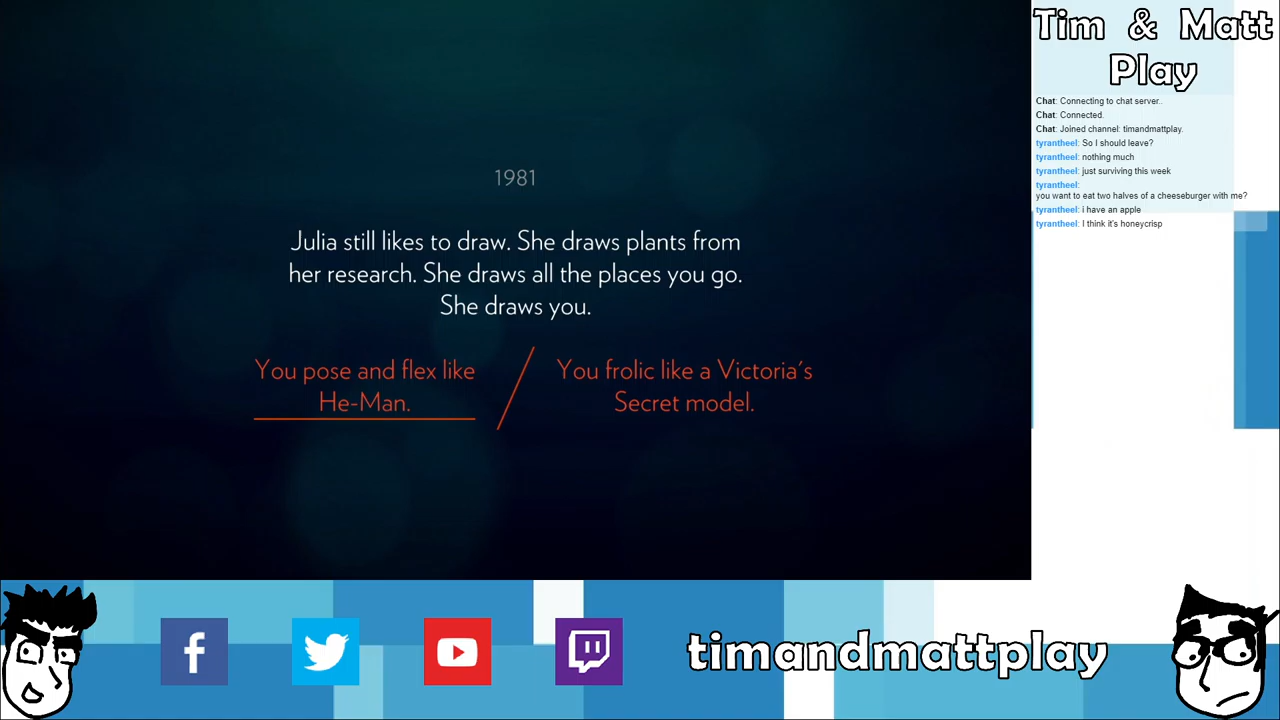 1981
Julia still likes to draw. She draws plants from
her research. She draws all the places you go.
She draws you.
You pose and flex like
He-Man.
You frolic like a Victoria's
Secret model.
Tim & Matt
Play
Chat: Connecting to chat server..
Chat: Connected.
Chat: Joined channel: timandmattplay.
tyrantheel: So I should leave?
tyrantheel: nothing much
tyrantheel: just surviving this week
tyrantheel:
you want to eat two halves of a cheeseburger with me?
tyrantheel: i have an apple
tyrantheel: I think it's honeycrisp
timandmattplay